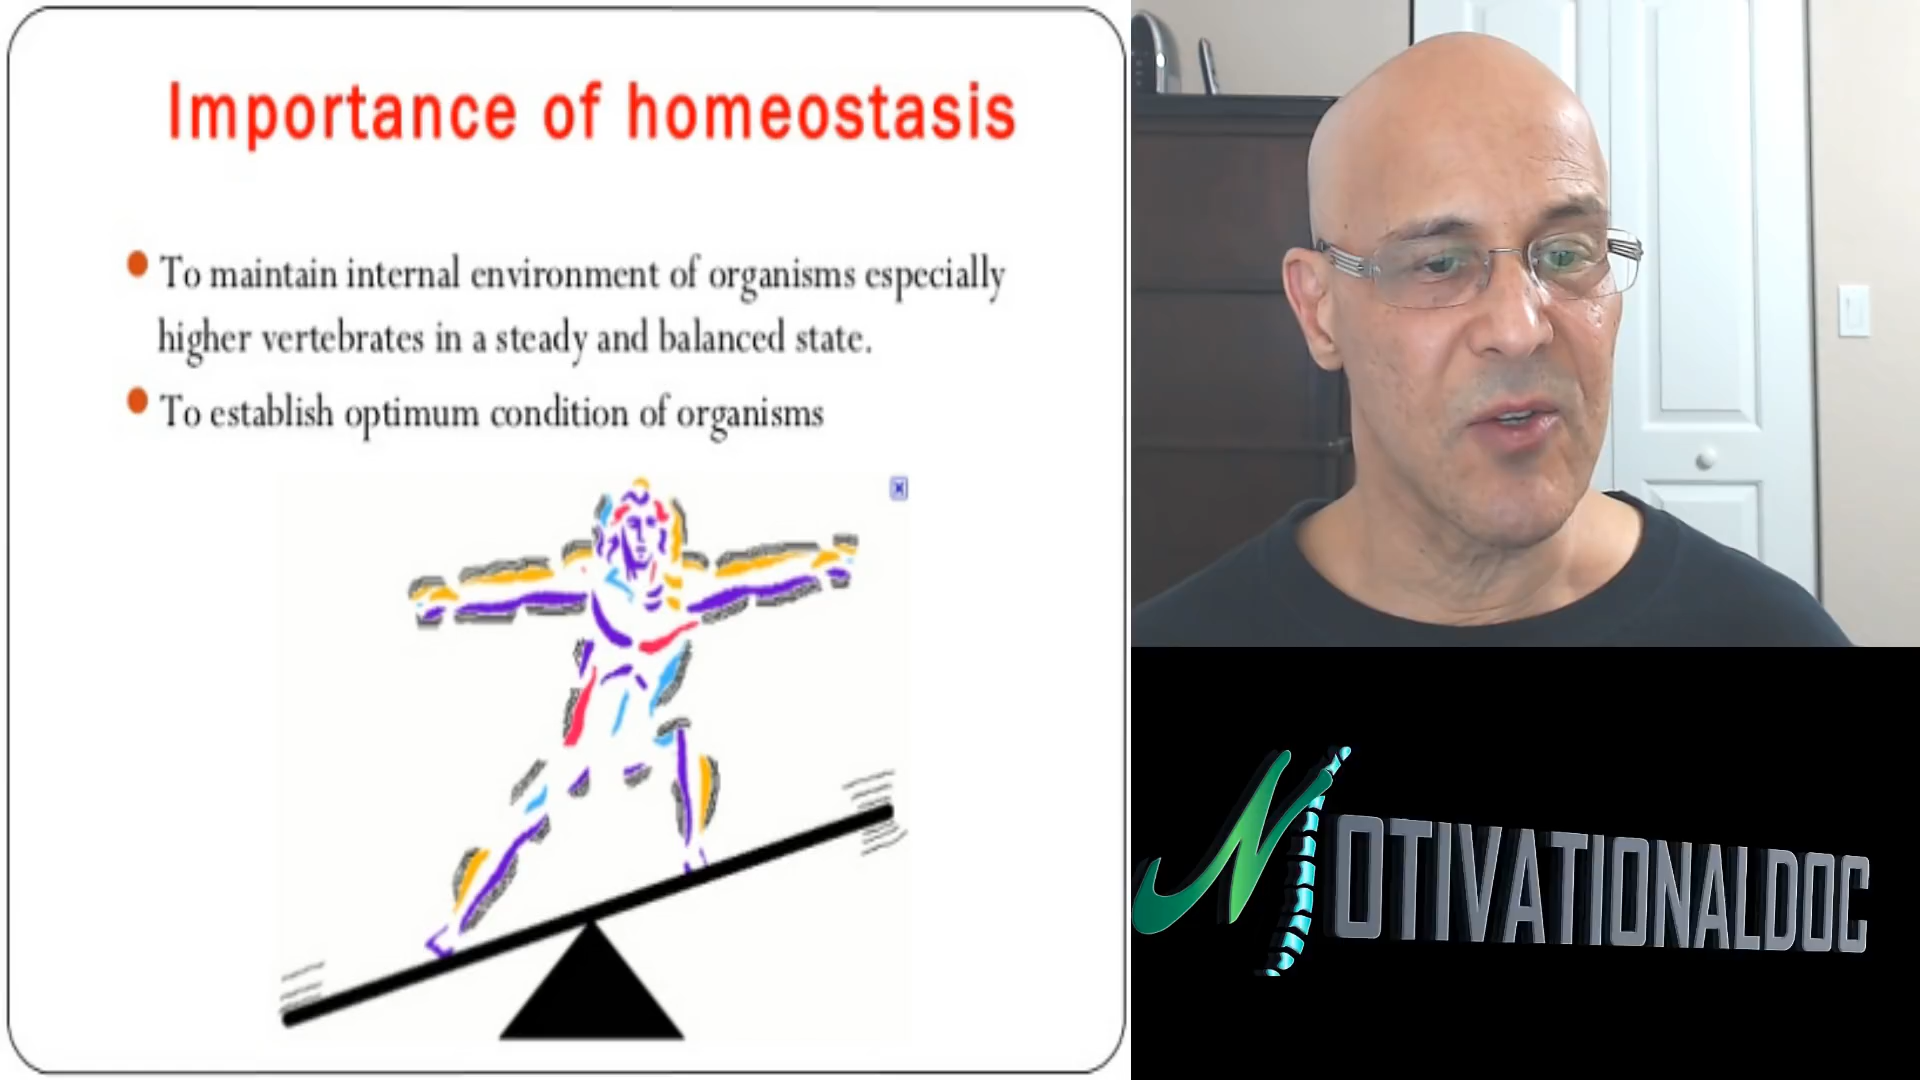 Importance of homeostasis
To maintain internal environment of organisms especially
higher vertebrates in a steady and balanced state.
To establish optimum condition of organisms
MOTIVATIONALDOC